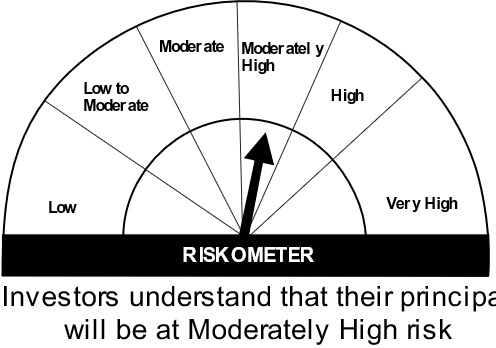 Moderate
Moderately
High
Low to
Moderate
High
Low
Very High
RISKOMETER
Investors understand that their principa
will be at Moderately High risk